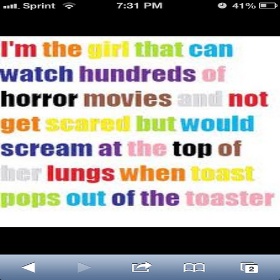 Sprint 7:31 PM 41%
I'm the girl that can
watch hundreds of
horror movies and not
get scared but would
scream at the top of
her lungs when toast
pops out of the toaster
2